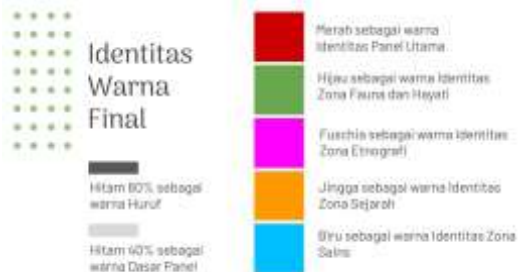 Identitas
Warna
Final
Hitam 80% sebagai
warna Huruf
Hitam 40% sebagai
warna Dasar Panel
Merah sebagai warna
Identitas Panel Utama
Hijau sebagai warna Identitas
Zona Fauna dan Hayati
Fuschia sebagai warna Identitas
Zona Etnografi
Jingga sebagai warna Identitas
Zona Sejarah
Biru sebagai warna Identitas Zona
Sains